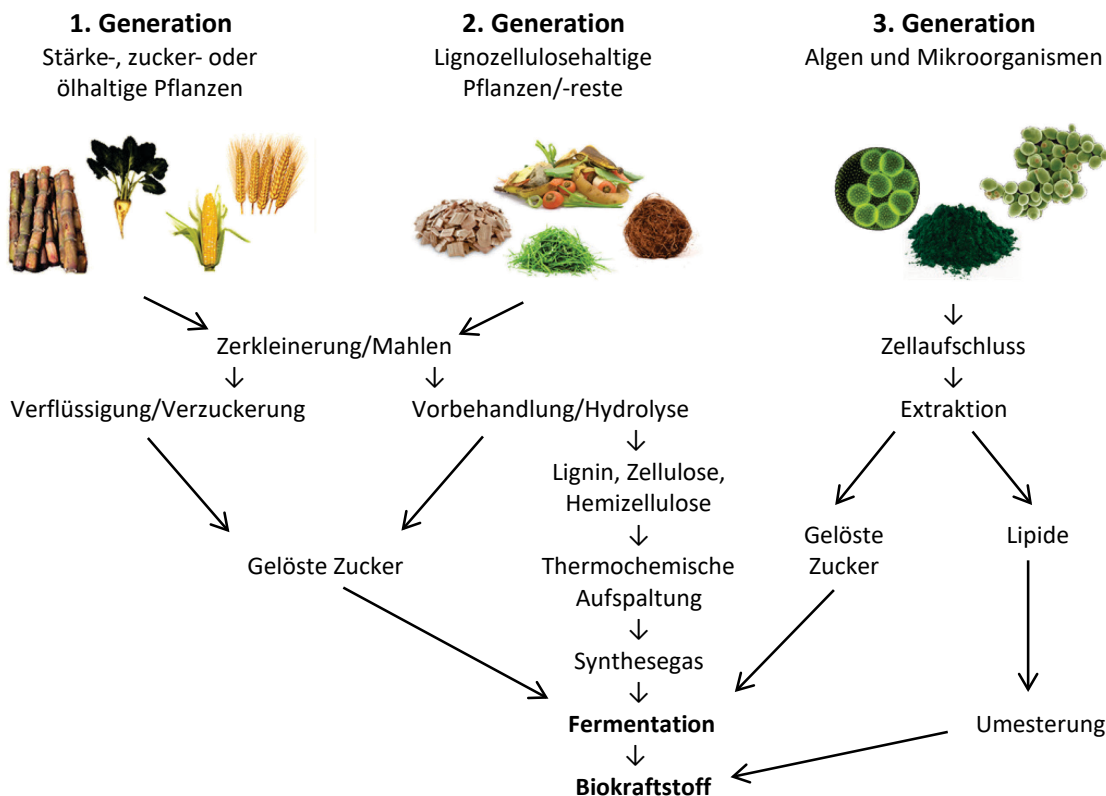 1. Generation
Stärke-, zucker- oder
ölhaltige Pflanzen
2. Generation
Lignozellulosehaltige
Pflanzen/-reste
3. Generation
Algen und Mikroorganismen
Zerkleinerung/Mahlen
Zellaufschluss
Verflüssigung/Verzuckerung
Vorbehandlung/Hydrolyse
Extraktion
Lignin, Zellulose,
Hemizellulose
Gelöste Zucker
Thermochemische
Aufspaltung
Gelöste
Zucker
Lipide
Synthesegas
Fermentation
Umesterung
Biokraftstoff